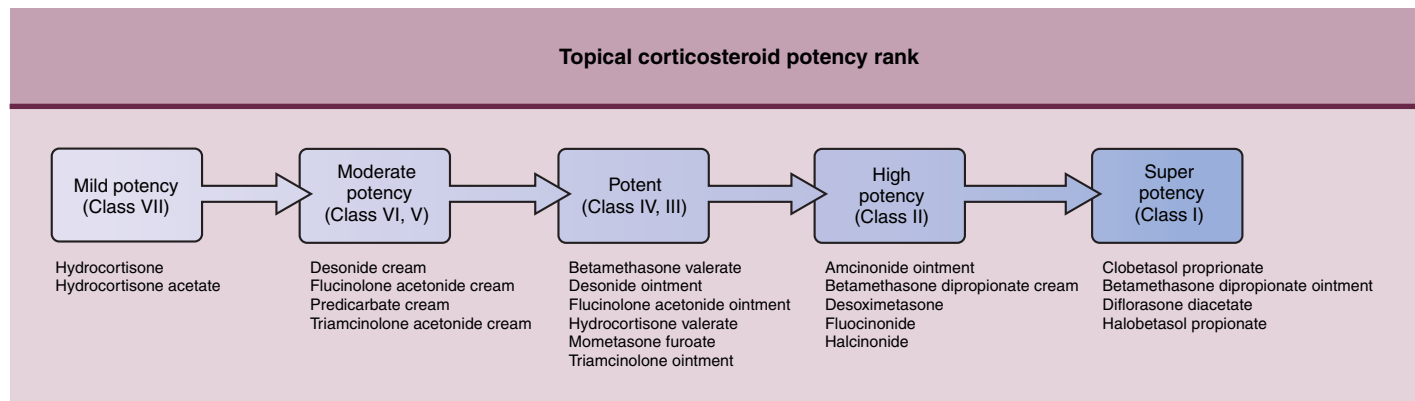 Topical corticosteroid potency rank
Mild potency
(Class VII)
Hydrocortisone
Hydrocortisone acetate
Moderate
potency
(Class VI, V)
Desonide cream
Flucinolone acetonide cream
Predicarbate cream
Triamcinolone acetonide cream
Potent
(Class IV, III)
Betamethasone valerate
Desonide ointment
Flucinolone acetonide ointment
Hydrocortisone valerate
Mometasone furoate
Triamcinolone ointment
High
potency
(Class II)
Amcinonide ointment
Betamethasone dipropionate cream
Desoximetasone
Fluocinonide
Halcinonide
Super
potency
(Class I)
Clobetasol proprionate
Betamethasone dipropionate ointment
Diflorasone diacetate
Halobetasol propionate